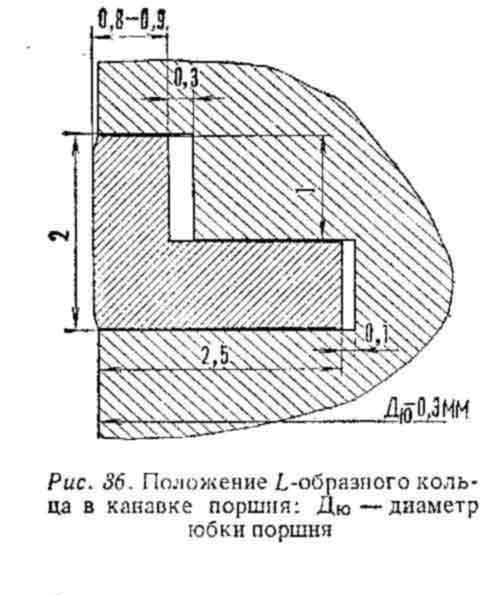 0,8–0,9
0,3
2
1
2,5
0,1
Дю–0,3мм
Рис. 36. Положение L-образного коль-
ца в канавке поршня: Дю — диаметр
юбки поршня